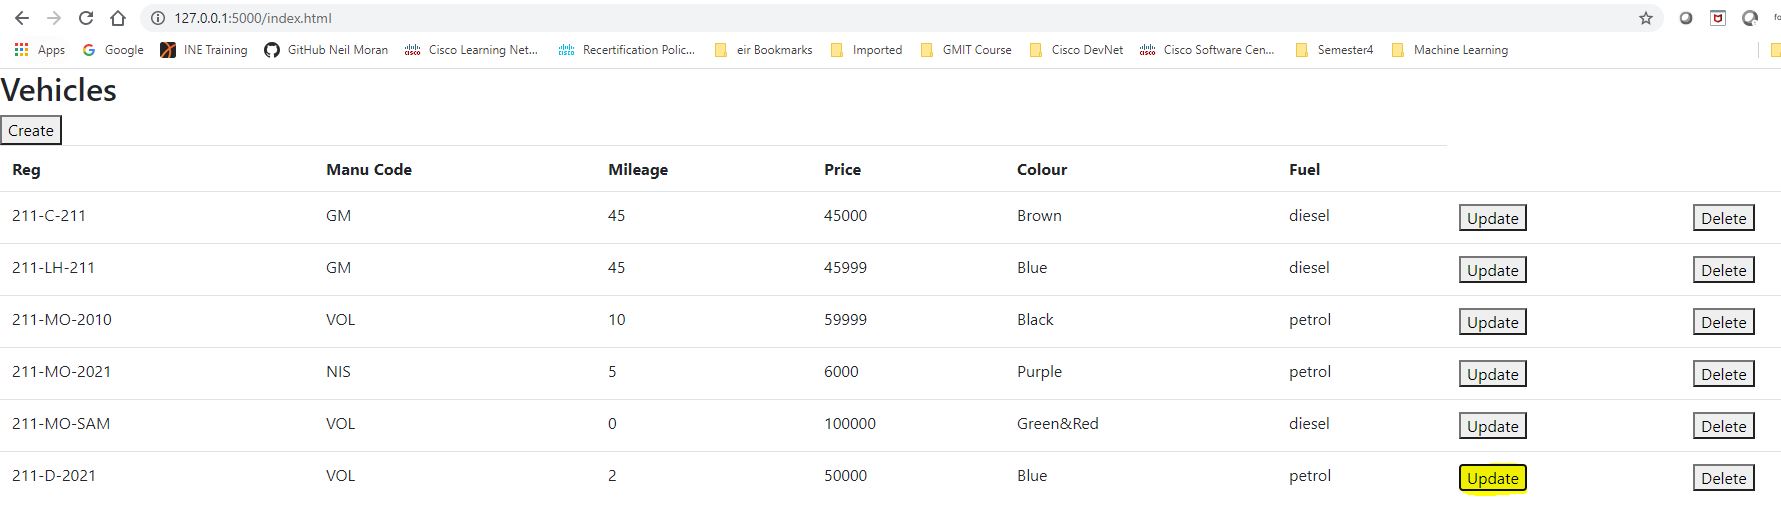 127.0.0.1:5000/index.html
Apps Google INE Training GitHub Neil Moran Cisco Learning Net... Recertification Polic... eir Bookmarks Imported GMIT Course Cisco DevNet Cisco Software Cen... Semester4 Machine Learning
Vehicles
Create
Reg Manu Code Mileage Price Colour Fuel
211-C-211 GM 45 45000 Brown diesel Update Delete
211-LH-211 GM 45 45999 Blue diesel Update Delete
211-MO-2010 VOL 10 59999 Black petrol Update Delete
211-MO-2021 NIS 5 6000 Purple petrol Update Delete
211-MO-SAM VOL 0 100000 Green&Red diesel Update Delete
211-D-2021 VOL 2 50000 Blue petrol Update Delete